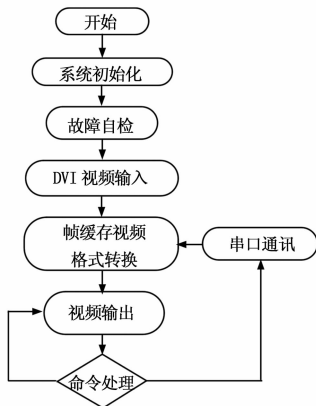 开始
系统初始化
故障自检
DVI 视频输入
帧缓存视频
格式转换
串口通讯
视频输出
命令处理